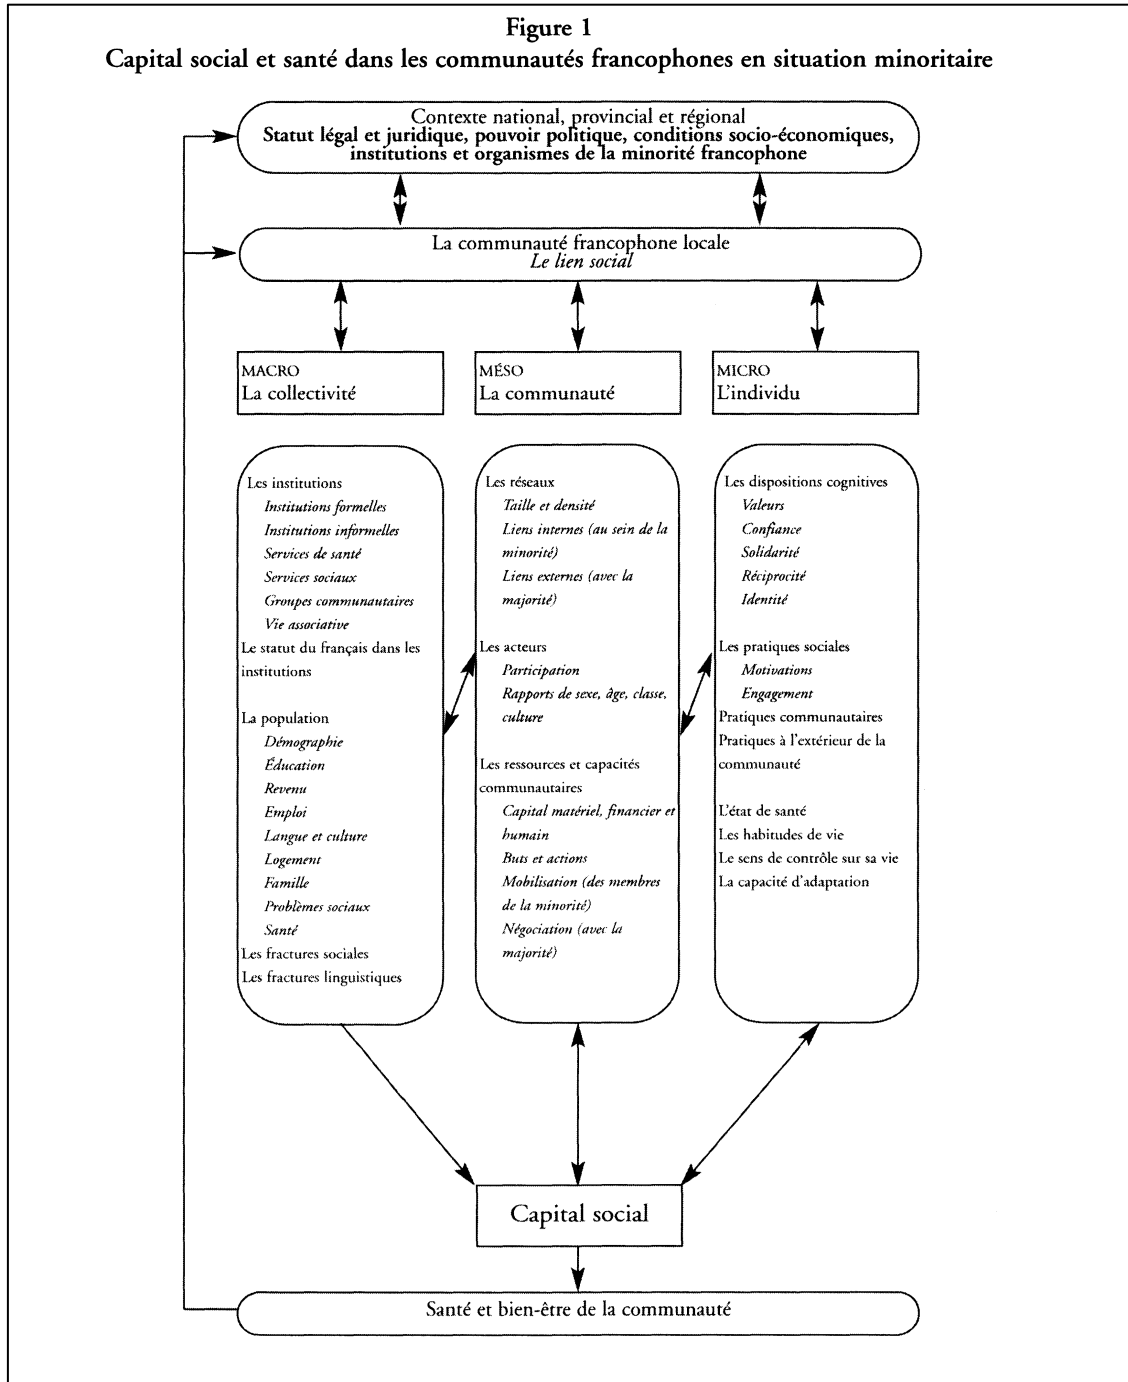 Figure 1
Capital social et santé dans les communautés francophones en situation minoritaire
Contexte national, provincial et régional
Statut légal et juridique, pouvoir politique, conditions socio-économiques,
institutions et organismes de la minorité francophone
La communauté francophone locale
Le lien social
MACRO
La collectivité
MÉSO
La communauté
MICRO
L'individu
Les institutions
Institutions formelles
Institutions informelles
Services de santé
Services sociaux
Groupes communautaires
Vie associative
Le statut du français dans les
institutions
La population
Démographie
Éducation
Revenu
Emploi
Langue et culture
Logement
Famille
Problèmes sociaux
Santé
Les fractures sociales
Les fractures linguistiques
Les réseaux
Taille et densité
Liens internes (au sein de la
minorité)
Liens externes (avec la
majorité)
Les acteurs
Participation
Rapports de sexe, âge, classe,
culture
Les ressources et capacités
communautaires
Capital matériel, financier et
humain
Buts et actions
Mobilisation (des membres
de la minorité)
Négociation (avec la
majorité)
Les dispositions cognitives
Valeurs
Confiance
Solidarité
Réciprocité
Identité
Les pratiques sociales
Motivations
Engagement
Pratiques communautaires
Pratiques à l'extérieur de la
communauté
L'état de santé
Les habitudes de vie
Le sens de contrôle sur sa vie
La capacité d'adaptation
Capital social
Santé et bien-être de la communauté